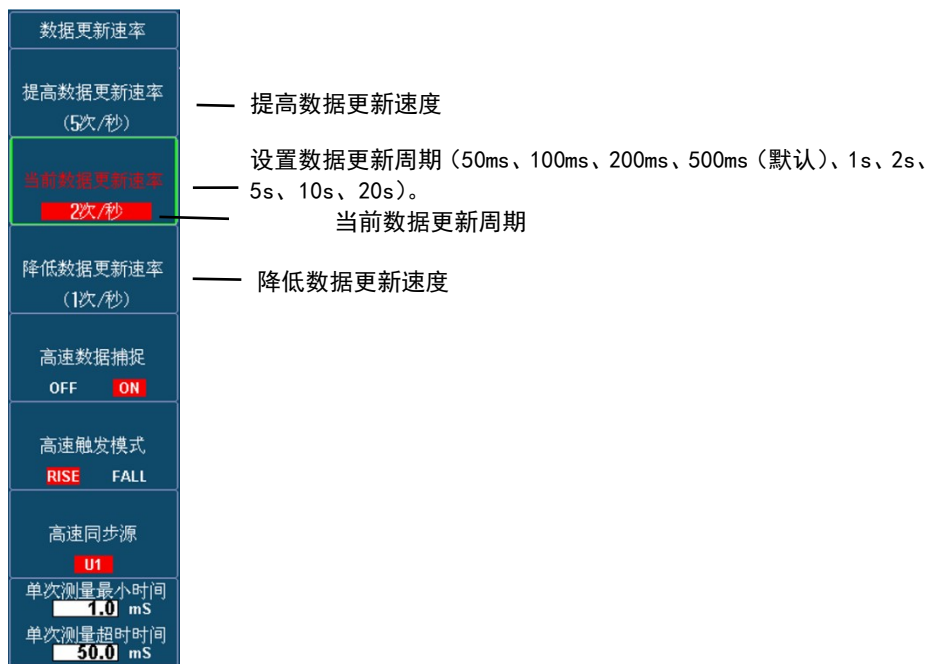 数据更新速率
提高数据更新速率
（5次/秒）
提高数据更新速度
当前数据更新速率
2次/秒
设置数据更新周期（50ms、100ms、200ms、500ms（默认）、1s、2s、
5s、10s、20s）。
当前数据更新周期
降低数据更新速率
（1次/秒）
降低数据更新速度
高速数据捕捉
OFF ON
高速触发模式
RISE FALL
高速同步源
U1
单次测量最小时间
1.0 mS
单次测量超时时间
50.0 mS